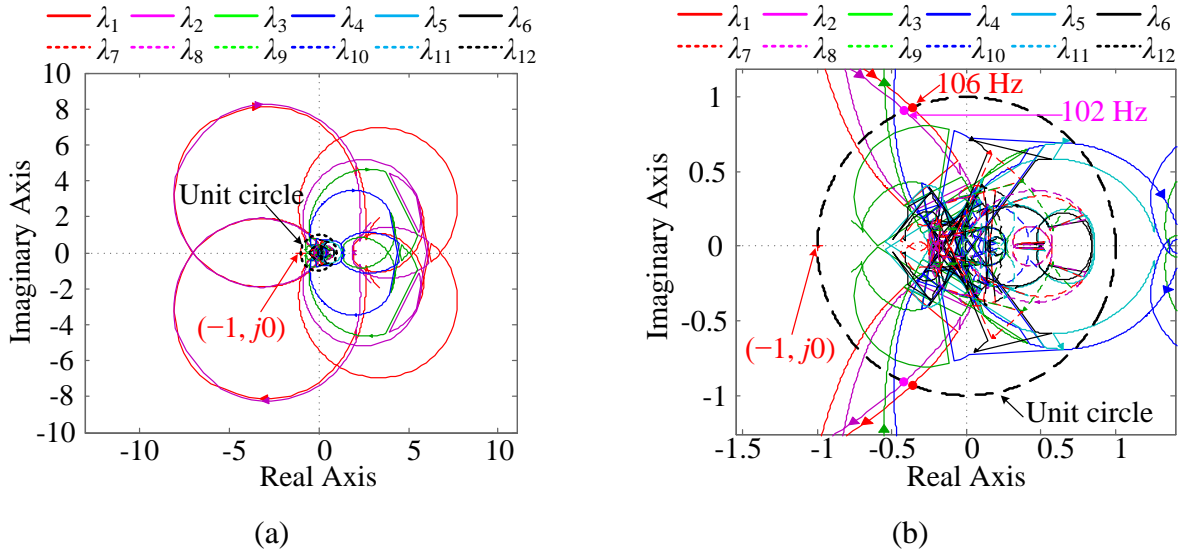 λ1 λ2 λ3 λ4 λ5 λ6
λ7 λ8 λ9 λ10 λ11 λ12
10
8
6
4
2
0
-2
-4
-6
-8
-10
Imaginary Axis
Unit circle
(−1, j0)
-10 -5 0 5 10
Real Axis
(a)
λ1 λ2 λ3 λ4 λ5 λ6
λ7 λ8 λ9 λ10 λ11 λ12
1
0.5
0
-0.5
-1
Imaginary Axis
106 Hz
102 Hz
(−1, j0)
Unit circle
-1.5 -1 -0.5 0 0.5 1
Real Axis
(b)